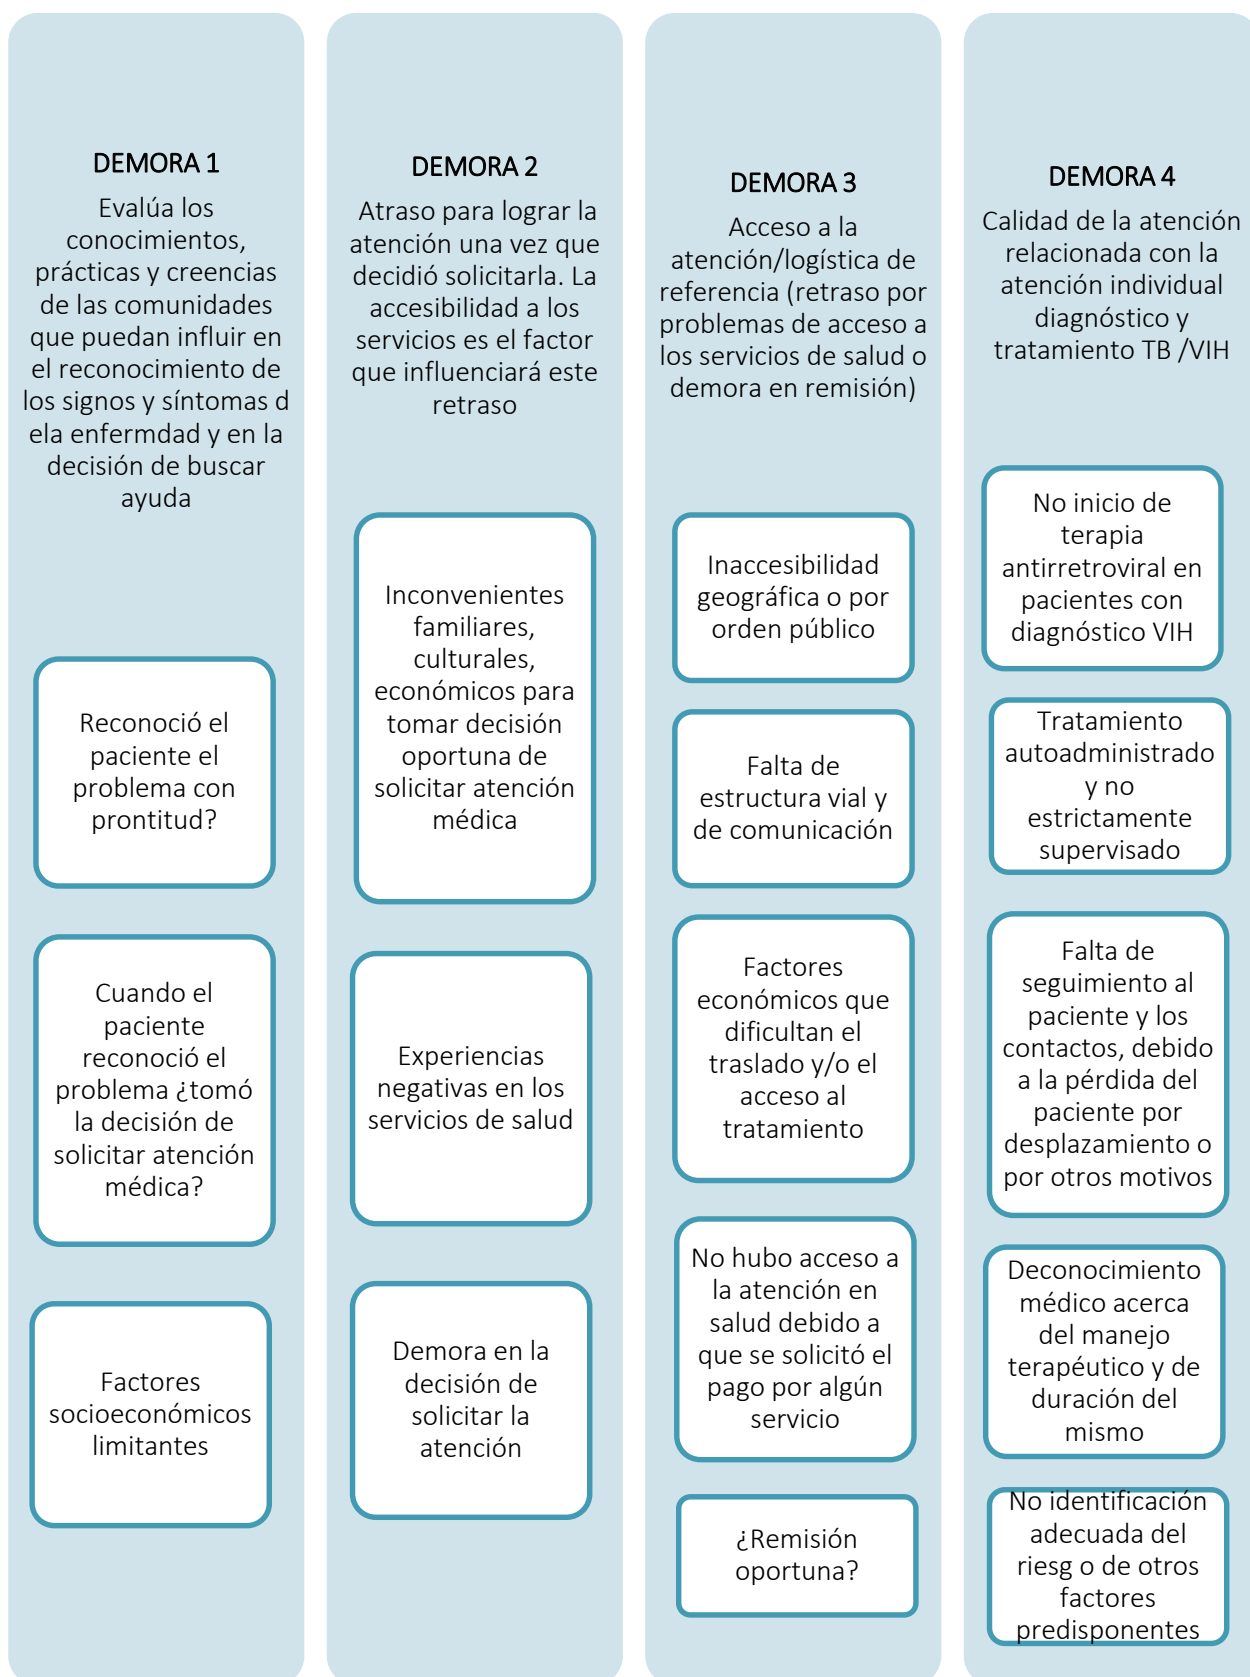 DEMORA 1
Evalúa los
conocimientos,
prácticas y creencias
de las comunidades
que puedan influir en
el reconocimiento de
los signos y síntomas d
ela enfermdad y en la
decisión de buscar
ayuda
Reconoció el
paciente el
problema con
prontitud?
Cuando el
paciente
reconoció el
problema ¿tomó
la decisión de
solicitar atención
médica?
Factores
socioeconómicos
limitantes
DEMORA 2
Atraso para lograr la
atención una vez que
decidió solicitarla. La
accesibilidad a los
servicios es el factor
que influenciará este
retraso
Inconvenientes
familiares,
culturales,
económicos para
tomar decisión
oportuna de
solicitar atención
médica
Experiencias
negativas en los
servicios de salud
Demora en la
decisión de
solicitar la
atención
DEMORA 3
Acceso a la
atención/logística de
referencia (retraso por
problemas de acceso a
los servicios de salud o
demora en remisión)
Inaccesibilidad
geográfica o por
orden público
Falta de
estructura vial y
de comunicación
Factores
económicos que
dificultan el
traslado y/o el
acceso al
tratamiento
No hubo acceso a
la atención en
salud debido a
que se solicitó el
pago por algún
servicio
¿Remisión
oportuna?
DEMORA 4
Calidad de la atención
relacionada con la
atención individual
diagnóstico y
tratamiento TB /VIH
No inicio de
terapia
antirretroviral en
pacientes con
diagnóstico VIH
Tratamiento
autoadministrado
y no
estrictamente
supervisado
Falta de
seguimiento al
paciente y los
contactos, debido
a la pérdida del
paciente por
desplazamiento o
por otros motivos
Deconocimiento
médico acerca
del manejo
terapéutico y de
duración del
mismo
No identificación
adecuada del
riesg o de otros
factores
predisponentes